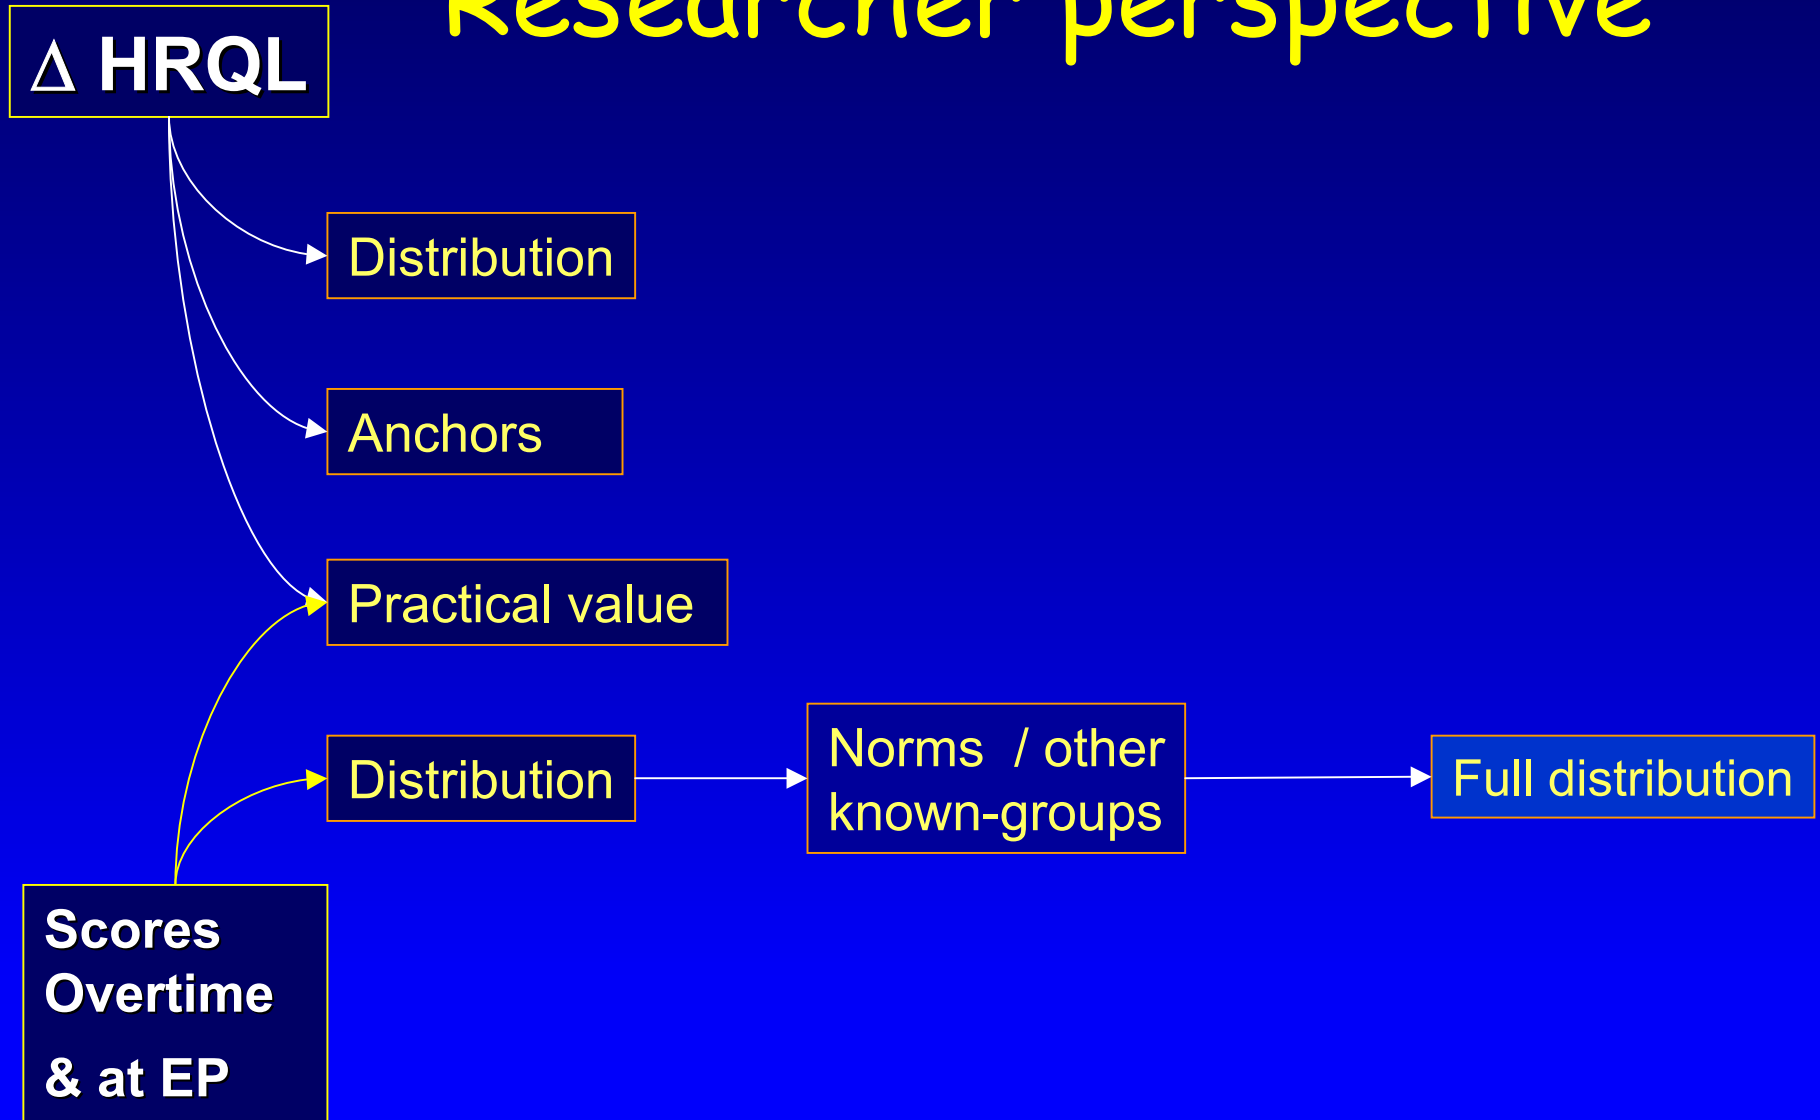 Researcher perspective
Δ HRQL
Distribution
Anchors
Practical value
Distribution
Norms / other
known-groups
Full distribution
Scores
Overtime
& at EP